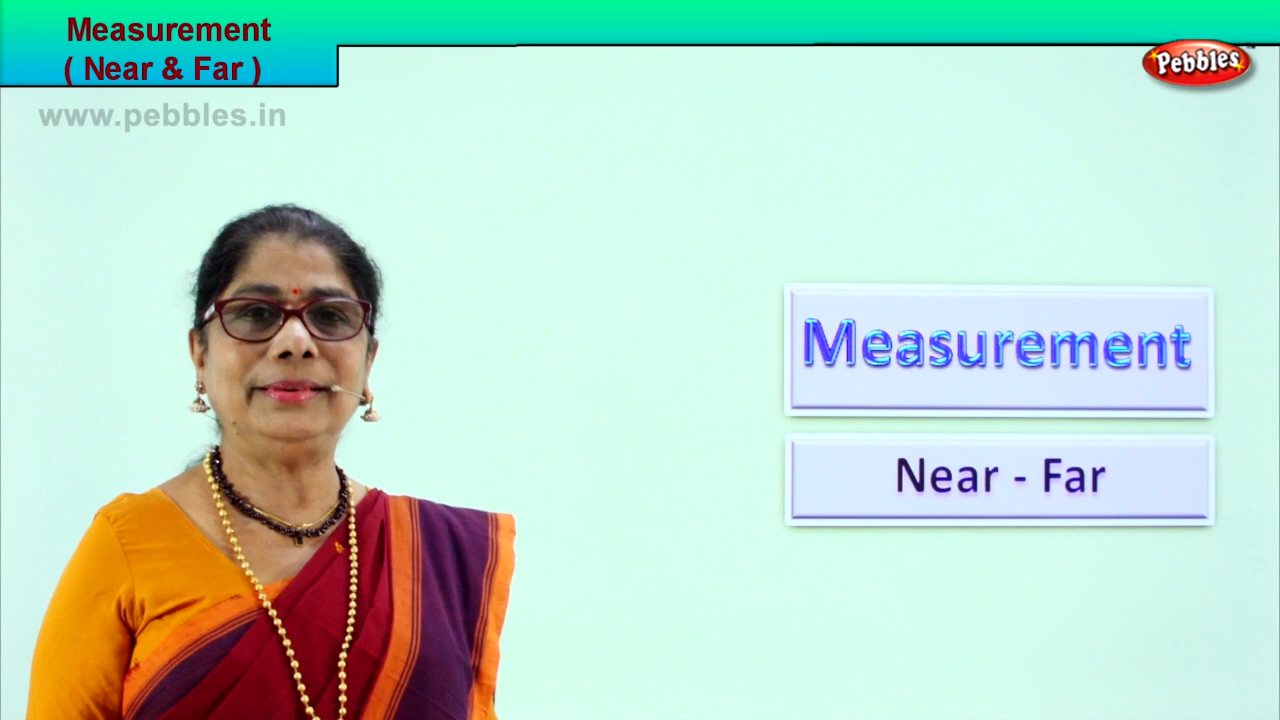 Measurement
( Near & Far )
Pebbles
www.pebbles.in
Measurement
Near - Far